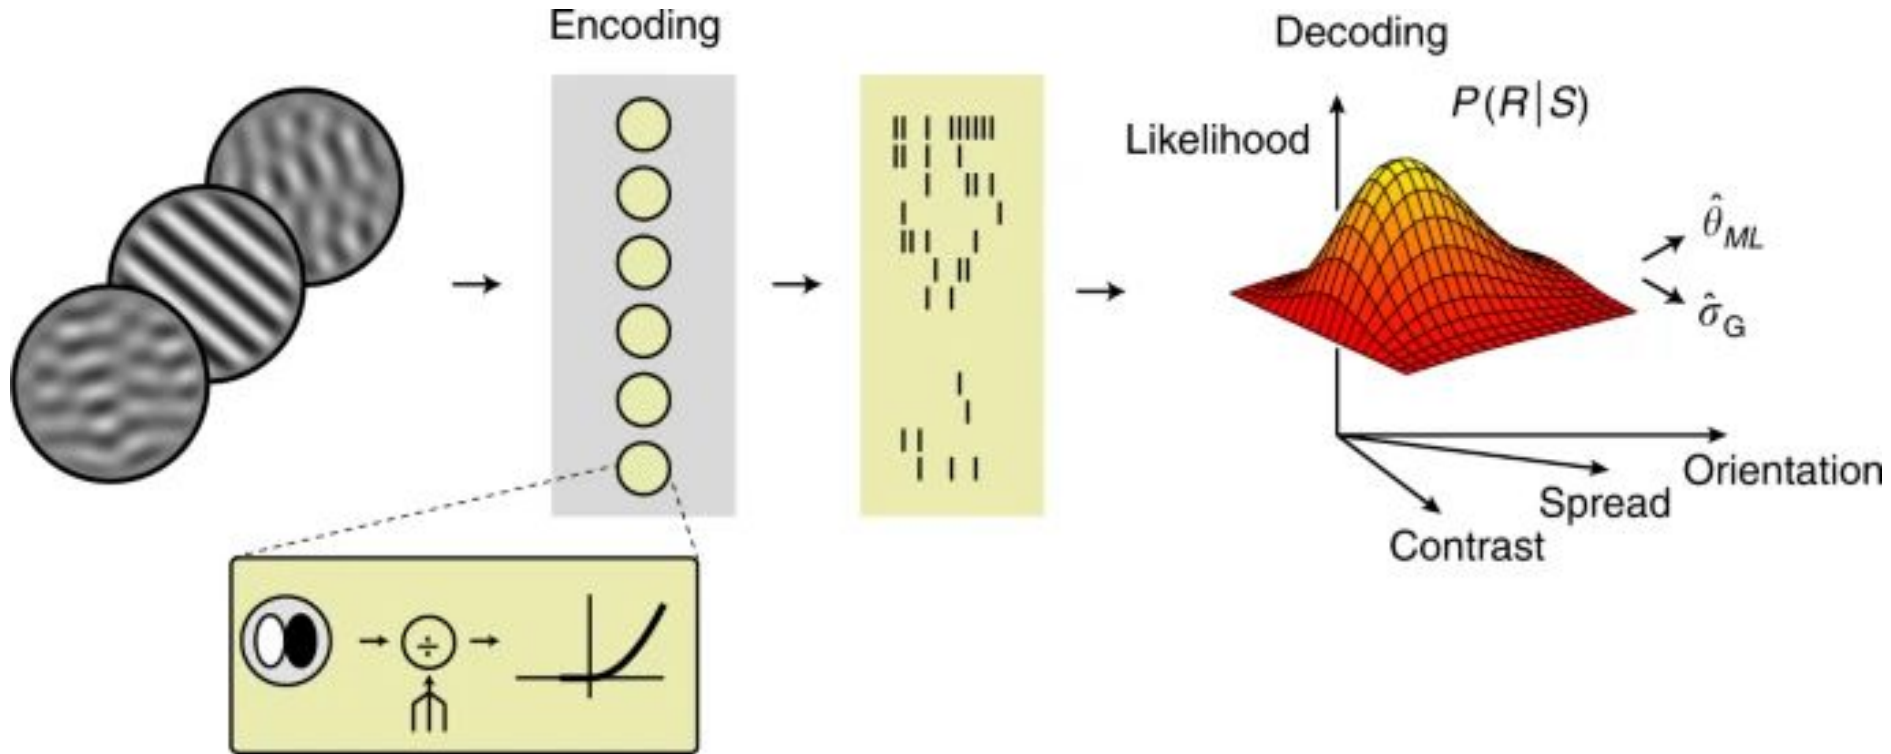 Encoding
Decoding
P(R|S)
Likelihood
θ̂ML
σ̂G
Orientation
Spread
Contrast
÷